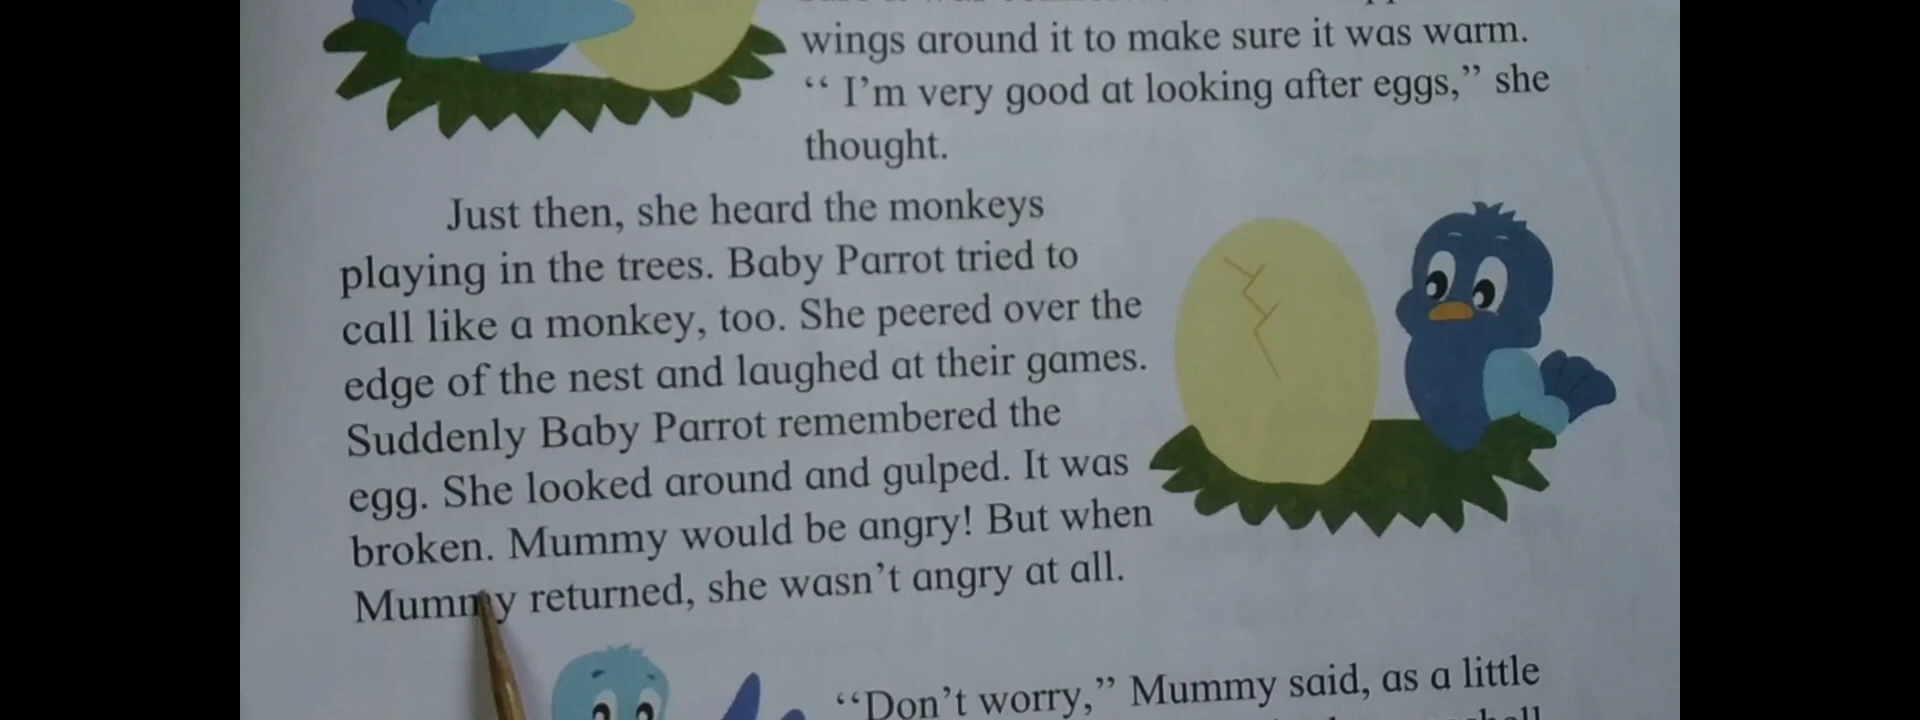 wings around it to make sure it was warm.
“ I’m very good at looking after eggs,” she
thought.
Just then, she heard the monkeys
playing in the trees. Baby Parrot tried to
call like a monkey, too. She peered over the
edge of the nest and laughed at their games.
Suddenly Baby Parrot remembered the
egg. She looked around and gulped. It was
broken. Mummy would be angry! But when
Mummy returned, she wasn’t angry at all.
“Don’t worry,” Mummy said, as a little